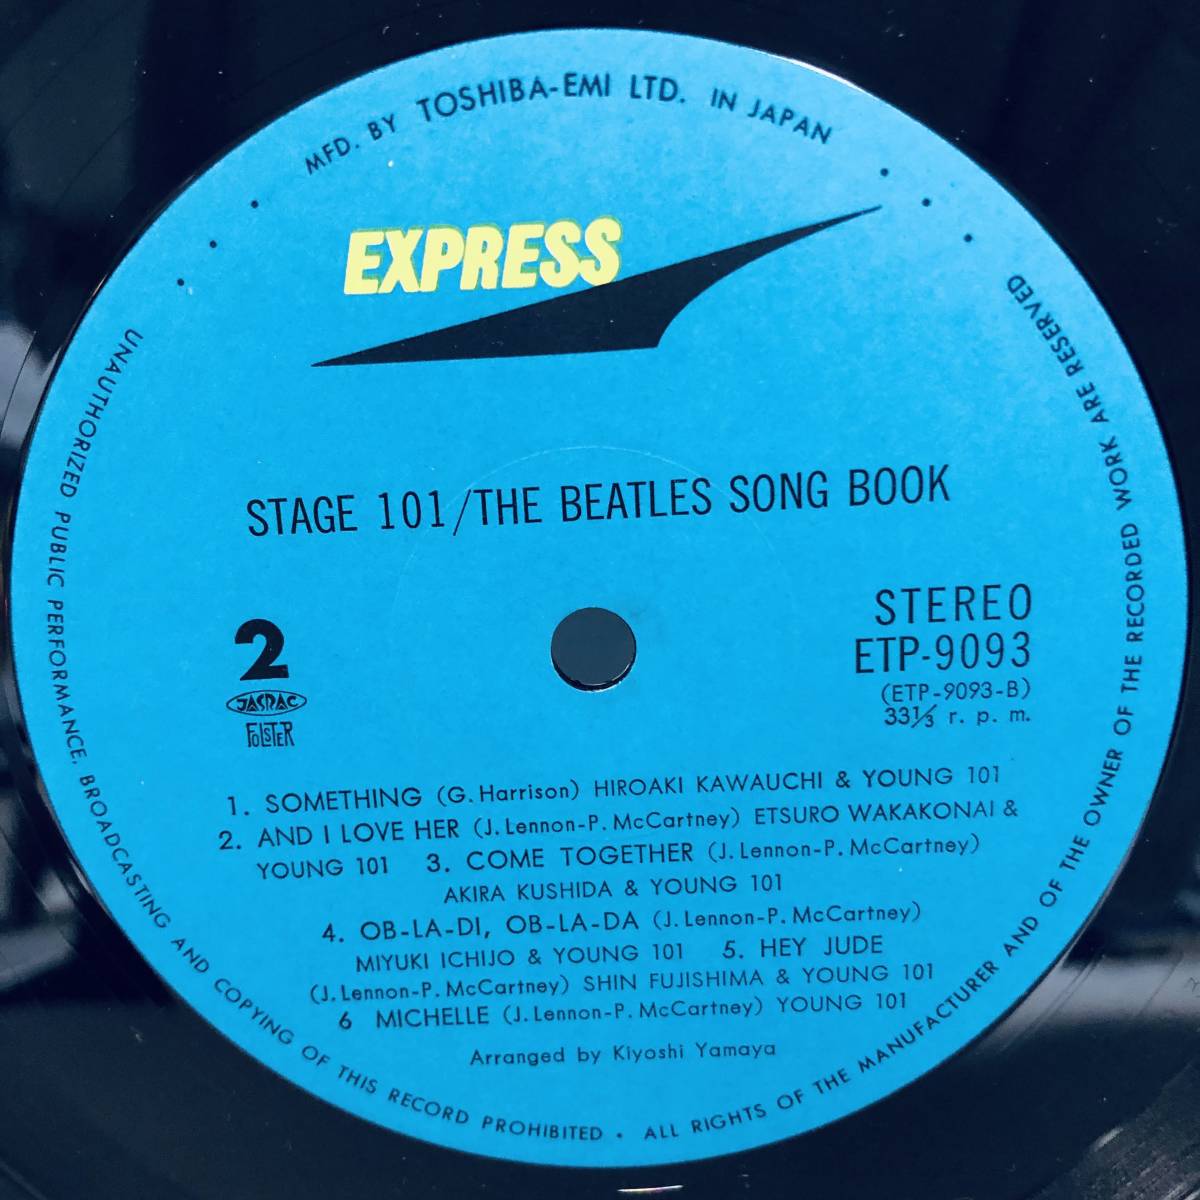 MFD. BY TOSHIBA-EMI LTD. IN JAPAN
EXPRESS
STAGE 101/THE BEATLES SONG BOOK
STEREO
ETP-9093
(ETP-9093-B)
33⅓ r. p. m.
2
JASRAC
FOLSTER
1. SOMETHING (G. Harrison) HIROAKI KAWAUCHI & YOUNG 101
2. AND I LOVE HER (J. Lennon-P. McCartney) ETSURO WAKAKONAI &
YOUNG 101 3. COME TOGETHER (J. Lennon-P. McCartney)
AKIRA KUSHIDA & YOUNG 101
4. OB-LA-DI, OB-LA-DA (J. Lennon-P. McCartney)
MIYUKI ICHIJO & YOUNG 101 5. HEY JUDE
(J. Lennon-P. McCartney) SHIN FUJISHIMA & YOUNG 101
6 MICHELLE (J. Lennon-P. McCartney) YOUNG 101
Arranged by Kiyoshi Yamaya
UNAUTHORIZED PUBLIC PERFORMANCE, BROADCASTING AND COPYING OF THIS RECORD PROHIBITED • ALL RIGHTS OF THE MANUFACTURER AND OF THE OWNER OF THE RECORDED WORK ARE RESERVED